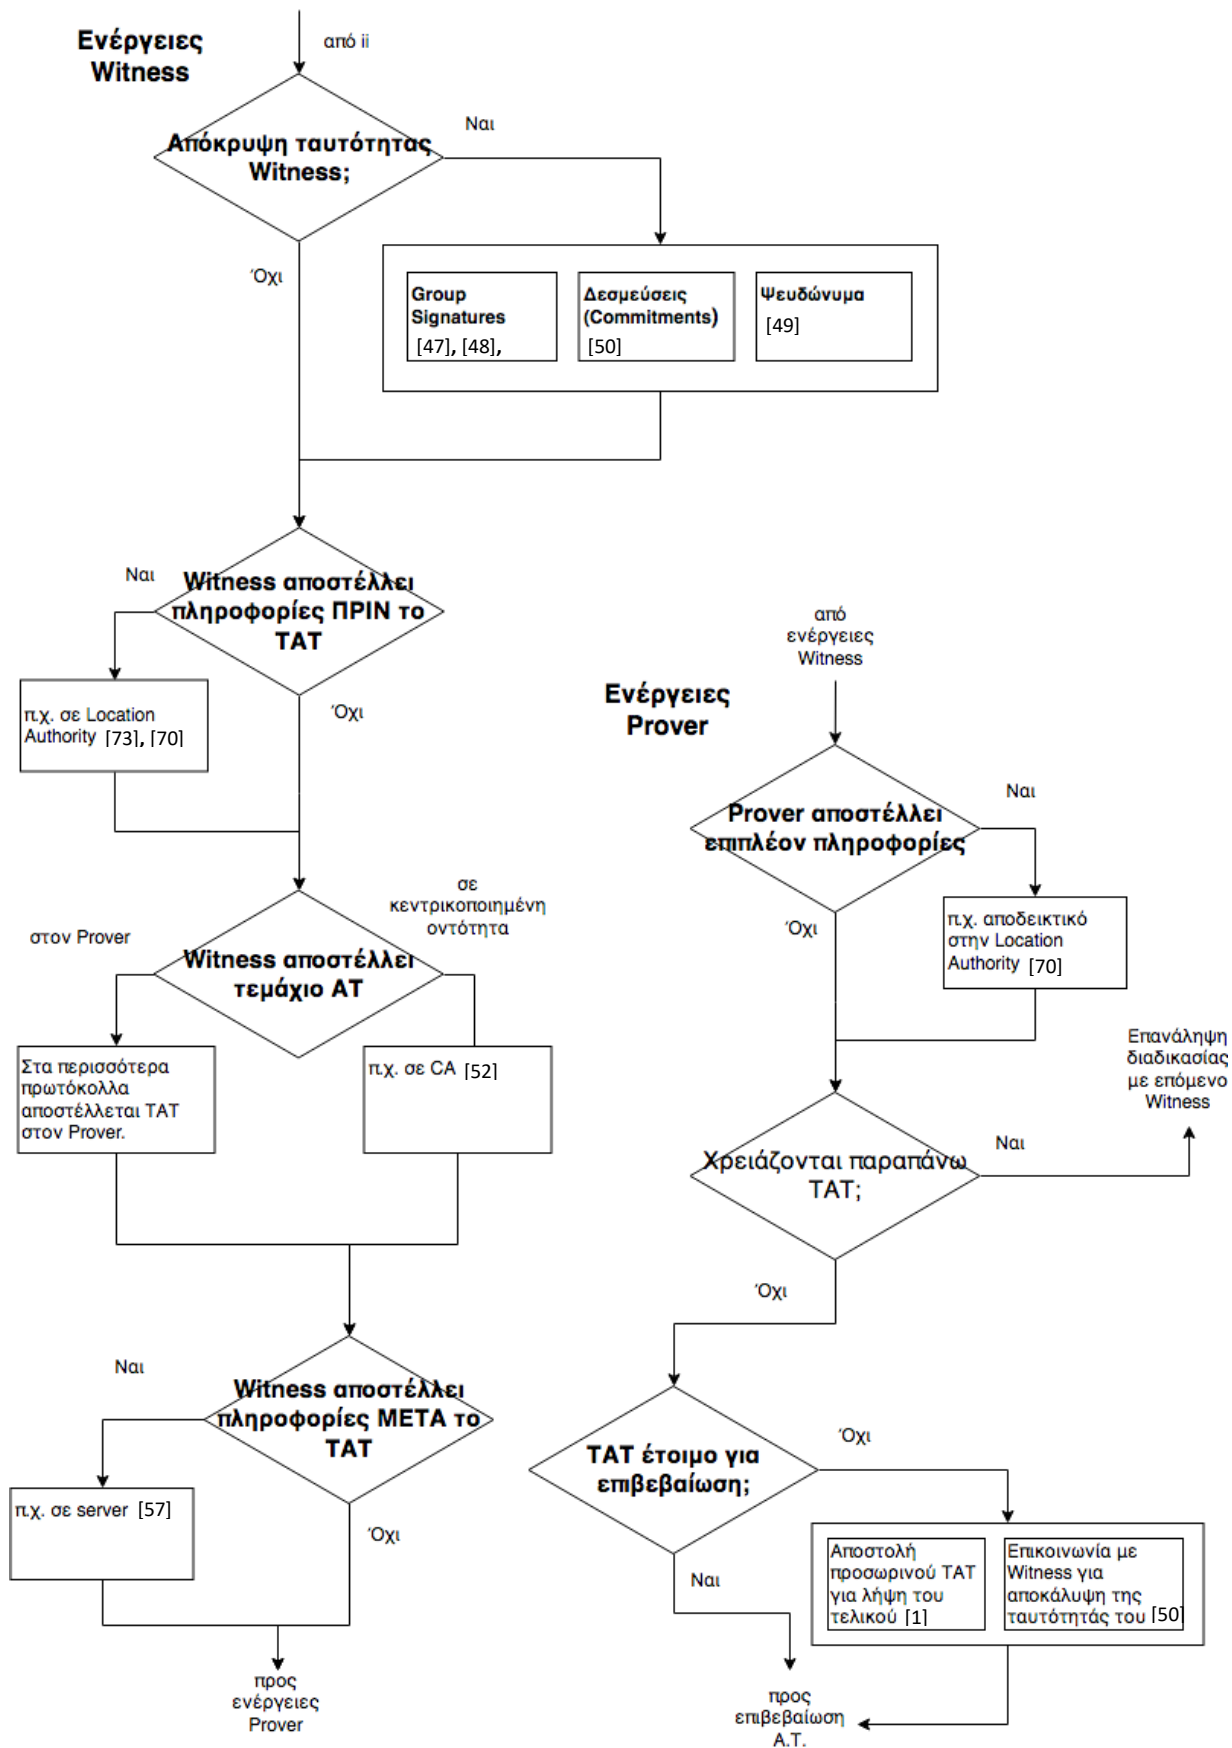 Ενέργειες
Witness
από ii
Απόκρυψη ταυτότητας
Witness;
Ναι
Όχι
Group
Signatures
[47], [48],
Δεσμεύσεις
(Commitments)
[50]
Ψευδώνυμα
[49]
Witness αποστέλλει
πληροφορίες ΠΡΙΝ το
ΤΑΤ
Ναι
Όχι
π.χ. σε Location
Authority [73], [70]
Witness αποστέλλει
τεμάχιο ΑΤ
στον Prover
σε
κεντρικοποιημένη
οντότητα
Στα περισσότερα
πρωτόκολλα
αποστέλλεται ΤΑΤ
στον Prover.
π.χ. σε CA [52]
Witness αποστέλλει
πληροφορίες ΜΕΤΑ το
ΤΑΤ
Ναι
Όχι
π.χ. σε server [57]
προς
ενέργειες
Prover
Ενέργειες
Prover
από
ενέργειες
Witness
Prover αποστέλλει
επιπλέον πληροφορίες
Ναι
Όχι
π.χ. αποδεικτικό
στην Location
Authority [70]
Χρειάζονται παραπάνω
ΤΑΤ;
Ναι
Επανάληψη
διαδικασίας
με επόμενο
Witness
Όχι
ΤΑΤ έτοιμο για
επιβεβαίωση;
Όχι
Ναι
Αποστολή
προσωρινού ΤΑΤ
για λήψη του
τελικού [1]
Επικοινωνία με
Witness για
αποκάλυψη της
ταυτότητάς του [50]
προς
επιβεβαίωση
Α.Τ.